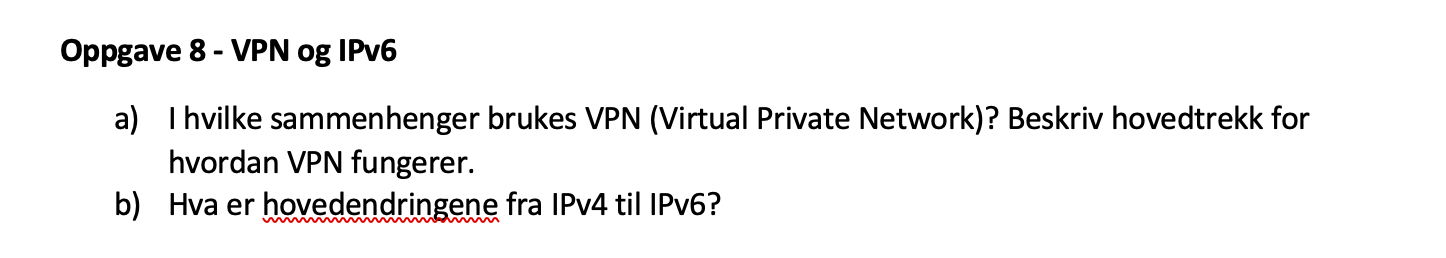 Oppgave 8 - VPN og IPv6
a) I hvilke sammenhenger brukes VPN (Virtual Private Network)? Beskriv hovedtrekk for
hvordan VPN fungerer.
b) Hva er hovedendringene fra IPv4 til IPv6?